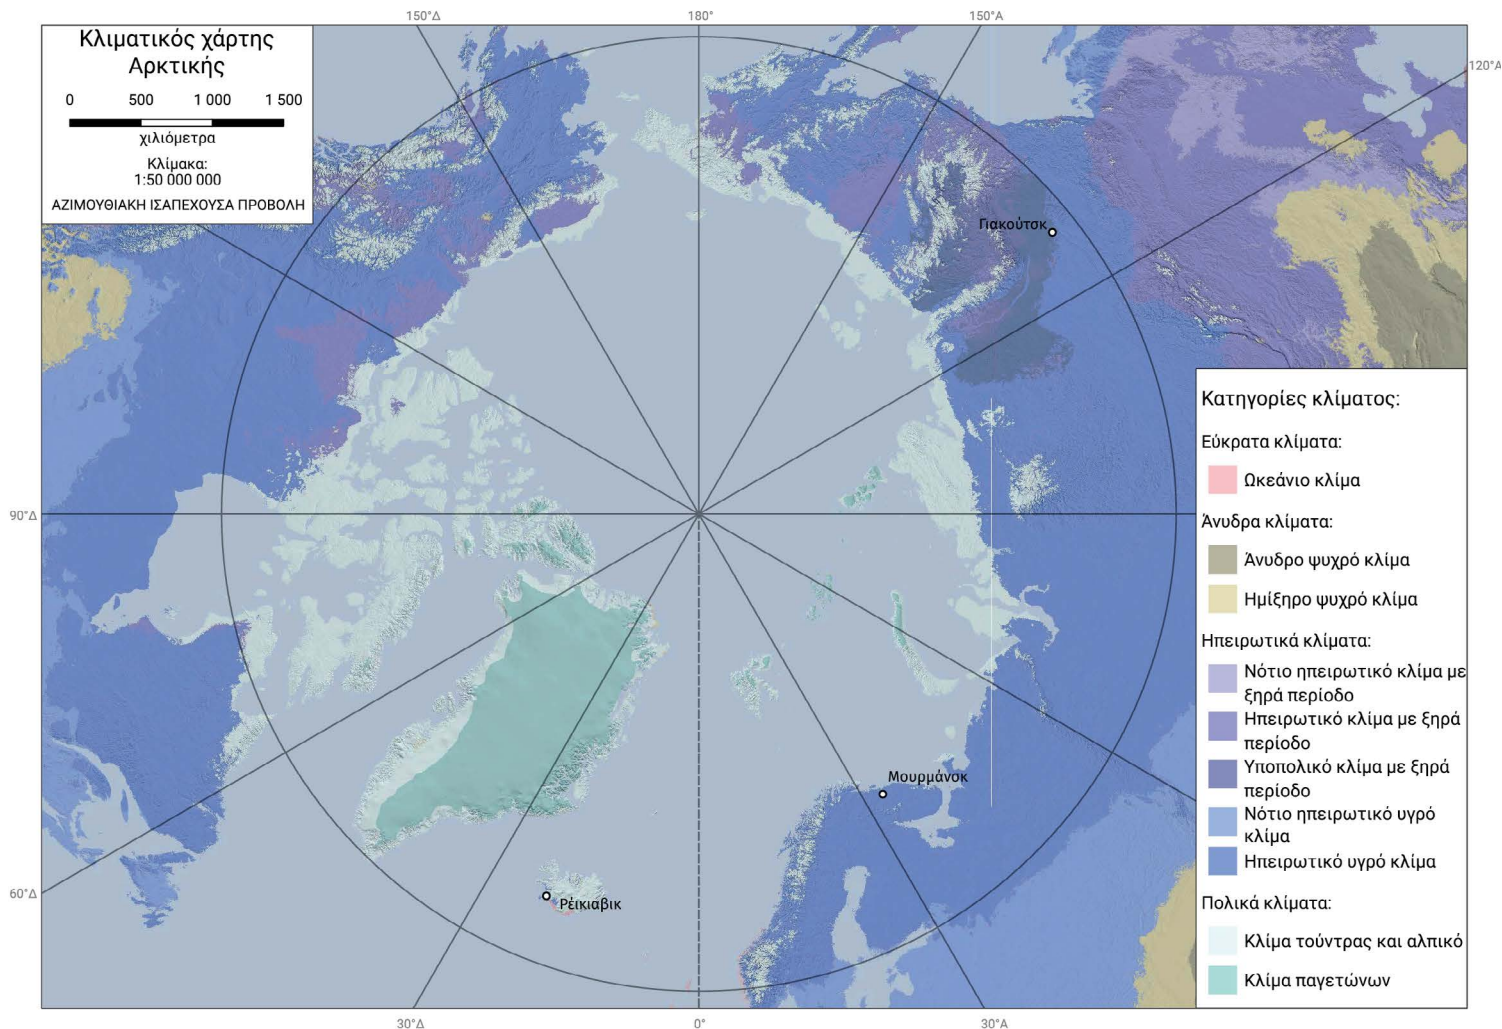 150°Δ
180°
150°Α
120°Α
Κλιματικός χάρτης
Αρκτικής
0 500 1 000 1 500
χιλιόμετρα
Κλίμακα:
1:50 000 000
ΑΖΙΜΟΥΘΙΑΚΗ ΙΣΑΠΕΧΟΥΣΑ ΠΡΟΒΟΛΗ
Γιακούτσκ
90°Δ
Μουρμάνσκ
60°Δ
Ρέικιαβικ
30°Δ
0°
30°Α
Κατηγορίες κλίματος:
Εύκρατα κλίματα:
Ωκεάνιο κλίμα
Άνυδρα κλίματα:
Άνυδρο ψυχρό κλίμα
Ημίξηρο ψυχρό κλίμα
Ηπειρωτικά κλίματα:
Νότιο ηπειρωτικό κλίμα με
ξηρά περίοδο
Ηπειρωτικό κλίμα με ξηρά
περίοδο
Υποπολικό κλίμα με ξηρά
περίοδο
Νότιο ηπειρωτικό υγρό
κλίμα
Ηπειρωτικό υγρό κλίμα
Πολικά κλίματα:
Κλίμα τούντρας και αλπικό
Κλίμα παγετώνων